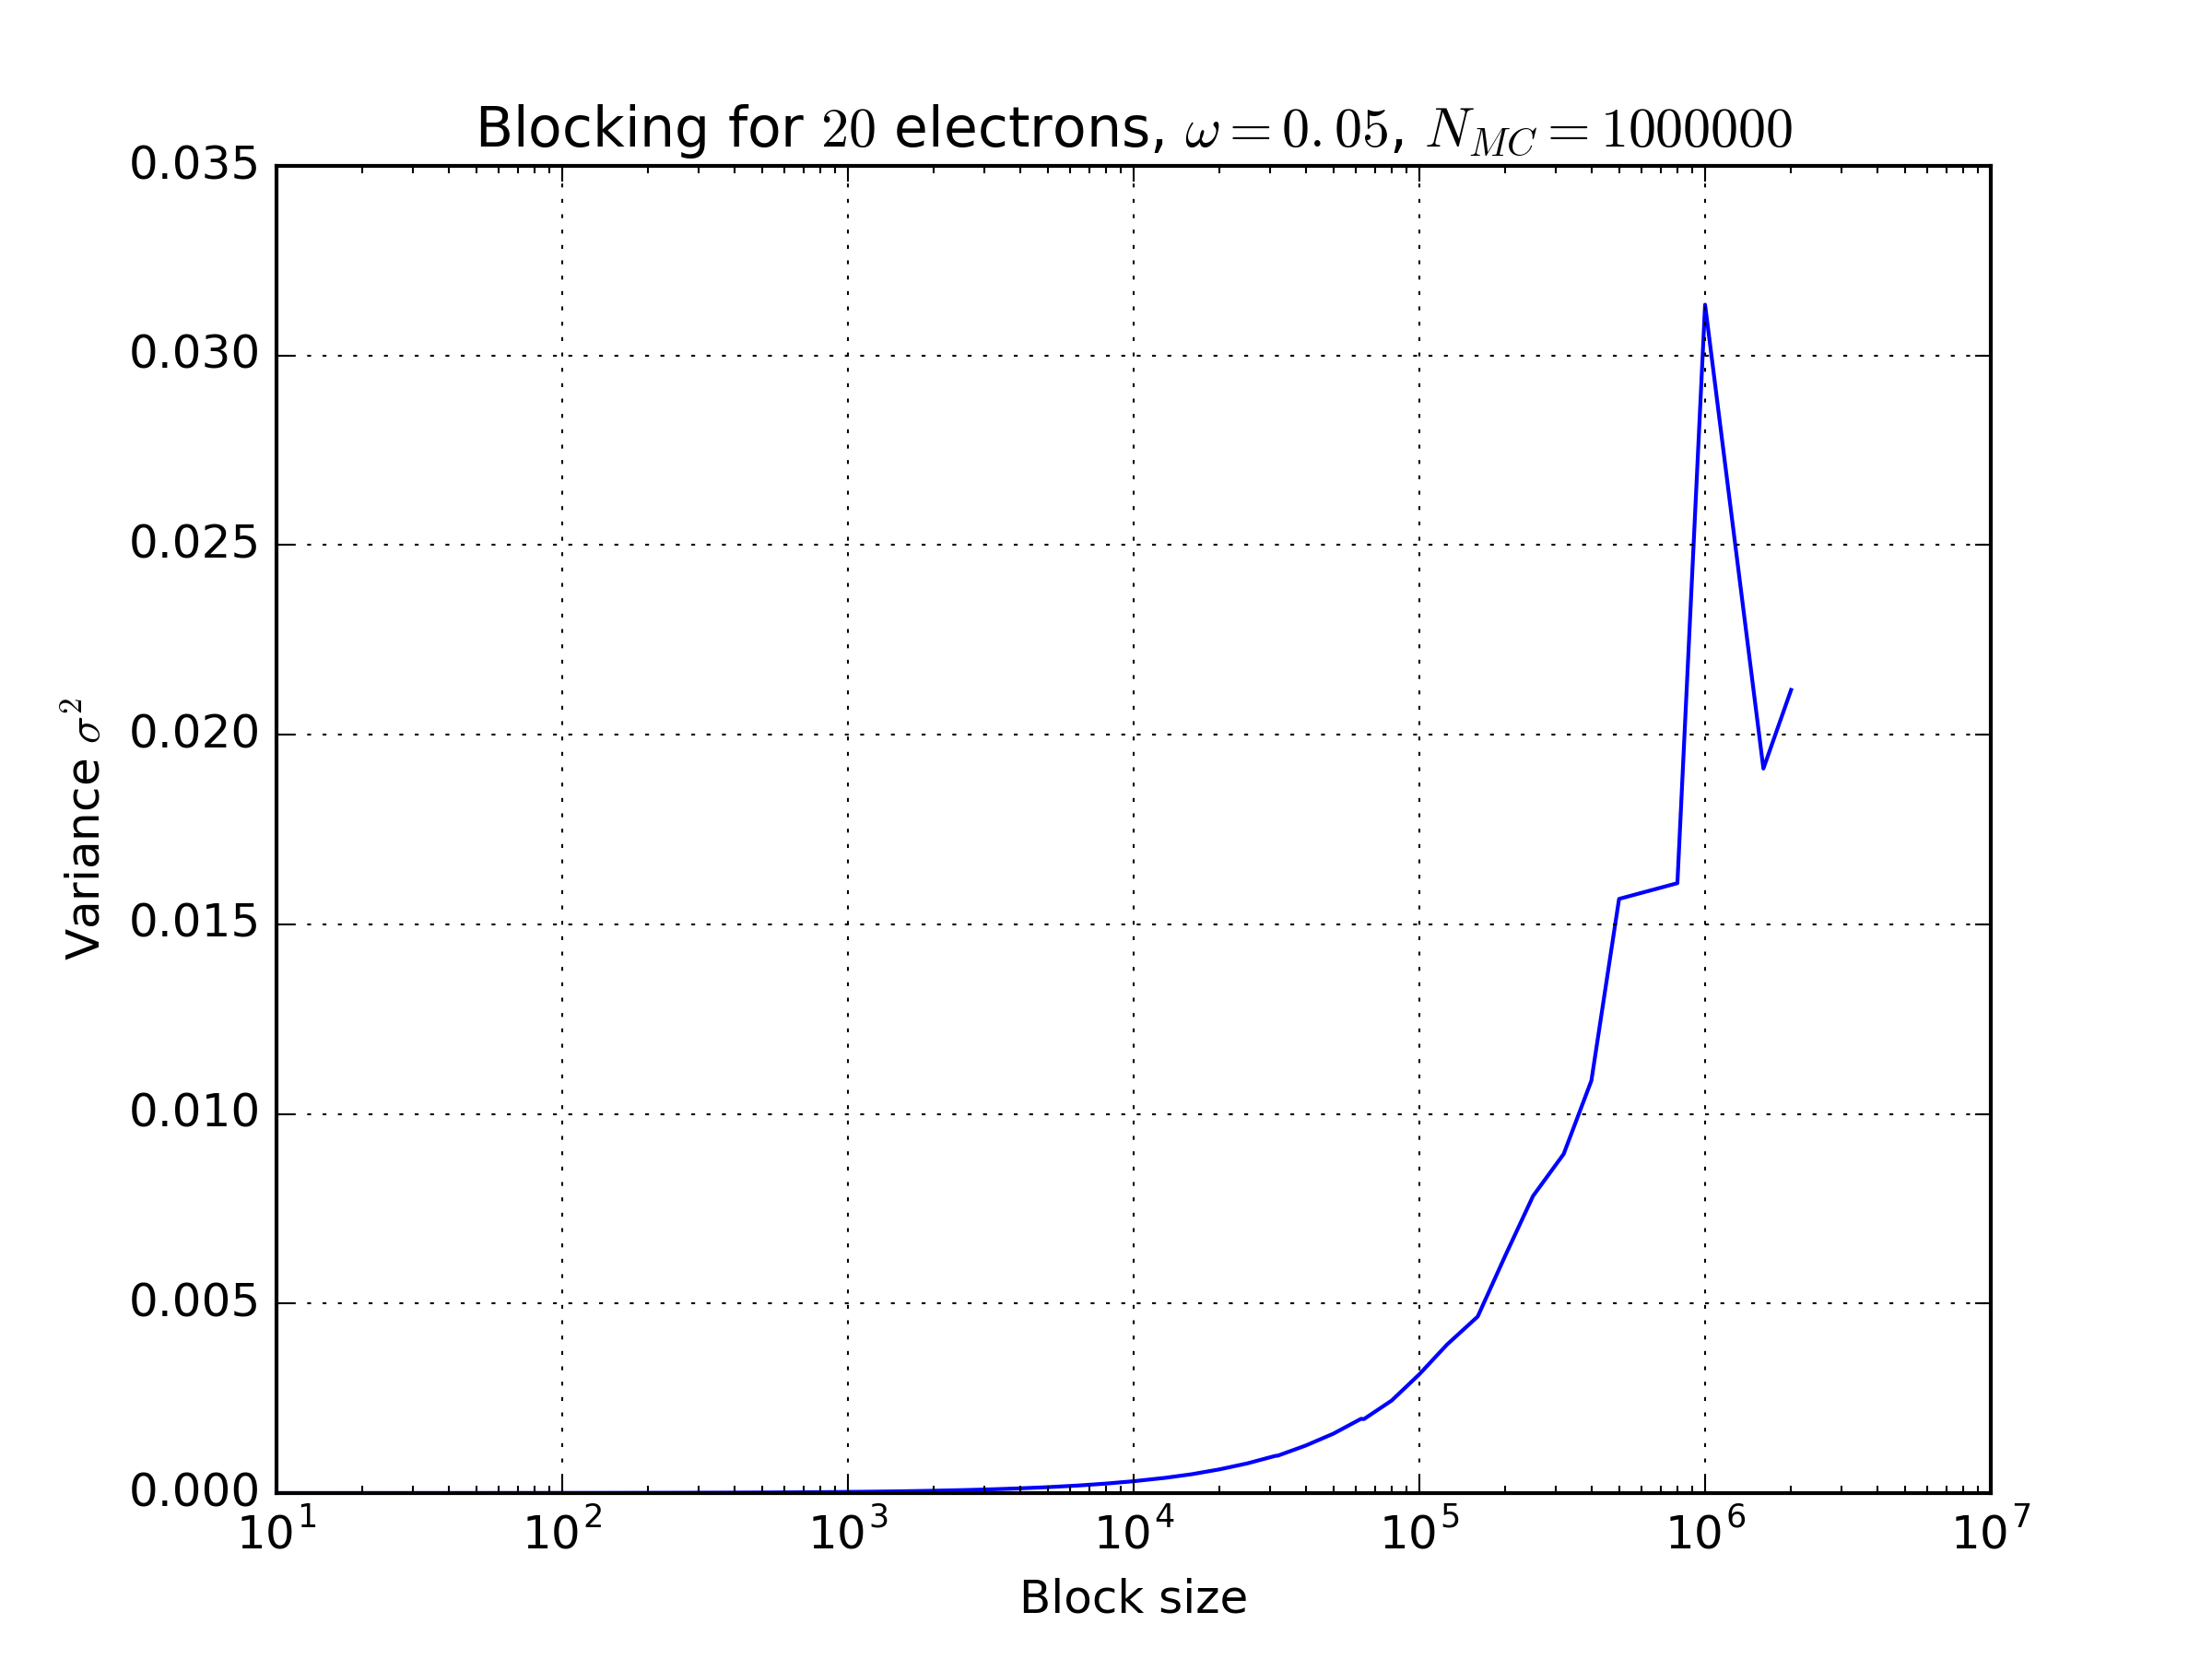 Blocking for 20 electrons, ω = 0.05, N_MC = 1000000
0.035
0.030
0.025
0.020
0.015
0.010
0.005
0.000
Variance σ²
10¹ 10² 10³ 10⁴ 10⁵ 10⁶ 10⁷
Block size